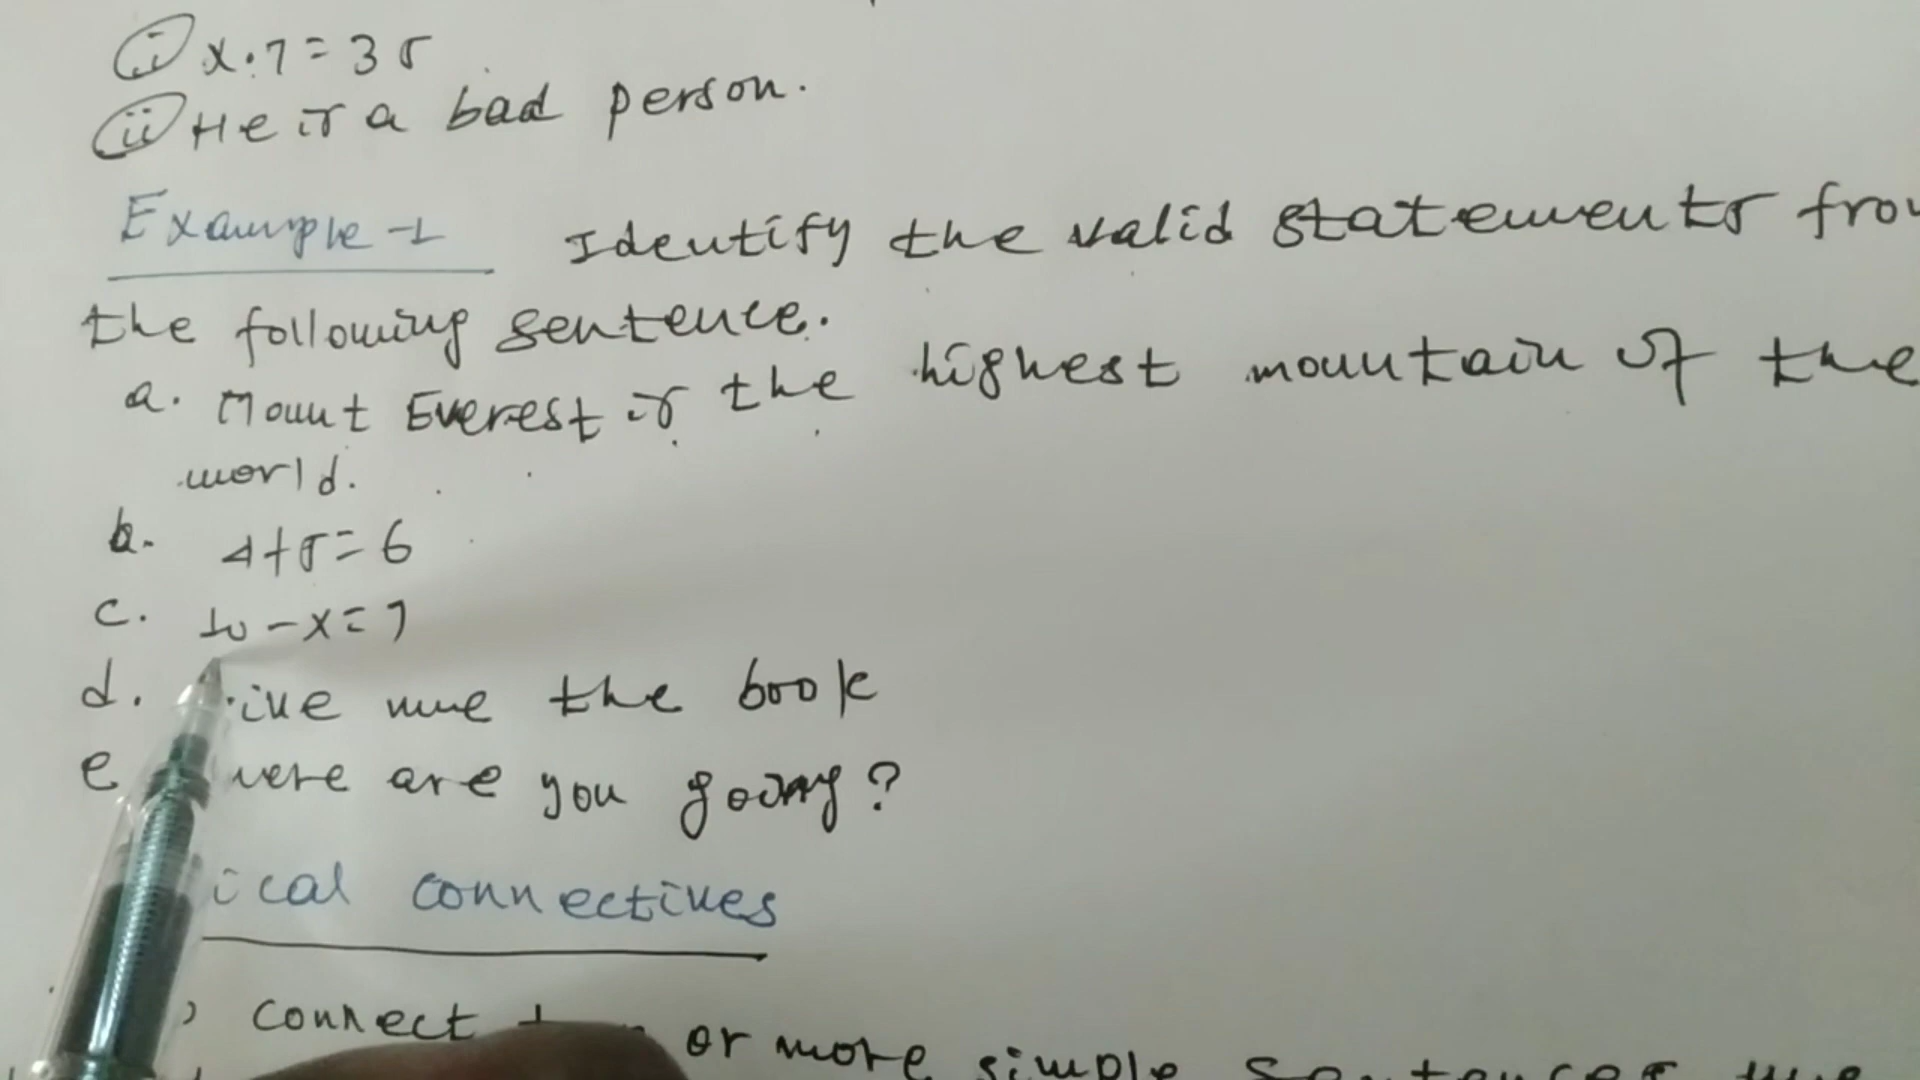 i x.7=35
ii He is a bad person.
Example-1 Identify the valid statements from
the following sentence.
a. Mount Everest is the highest mountain of the
world.
b. 4+5=6
c. 10-x=7
d. ive me the book
e ere are you going?
ical connectives
connect or more simple sentences